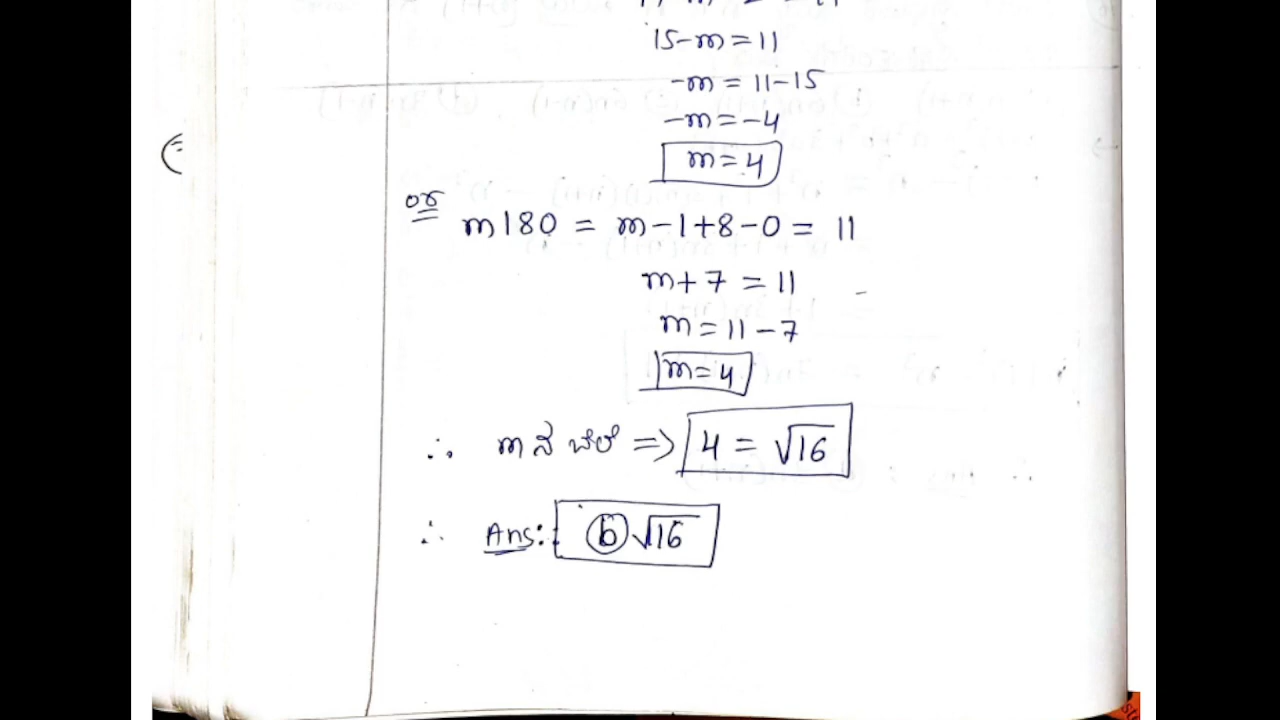 15-m=11
-m = 11-15
-m=-4
m=4
or
m180 = m-1+8-0 = 11
m+7 = 11
m = 11-7
m=4
∴ m ನ ಬೆಲೆ => 4 = √16
∴ Ans: ⓑ √16